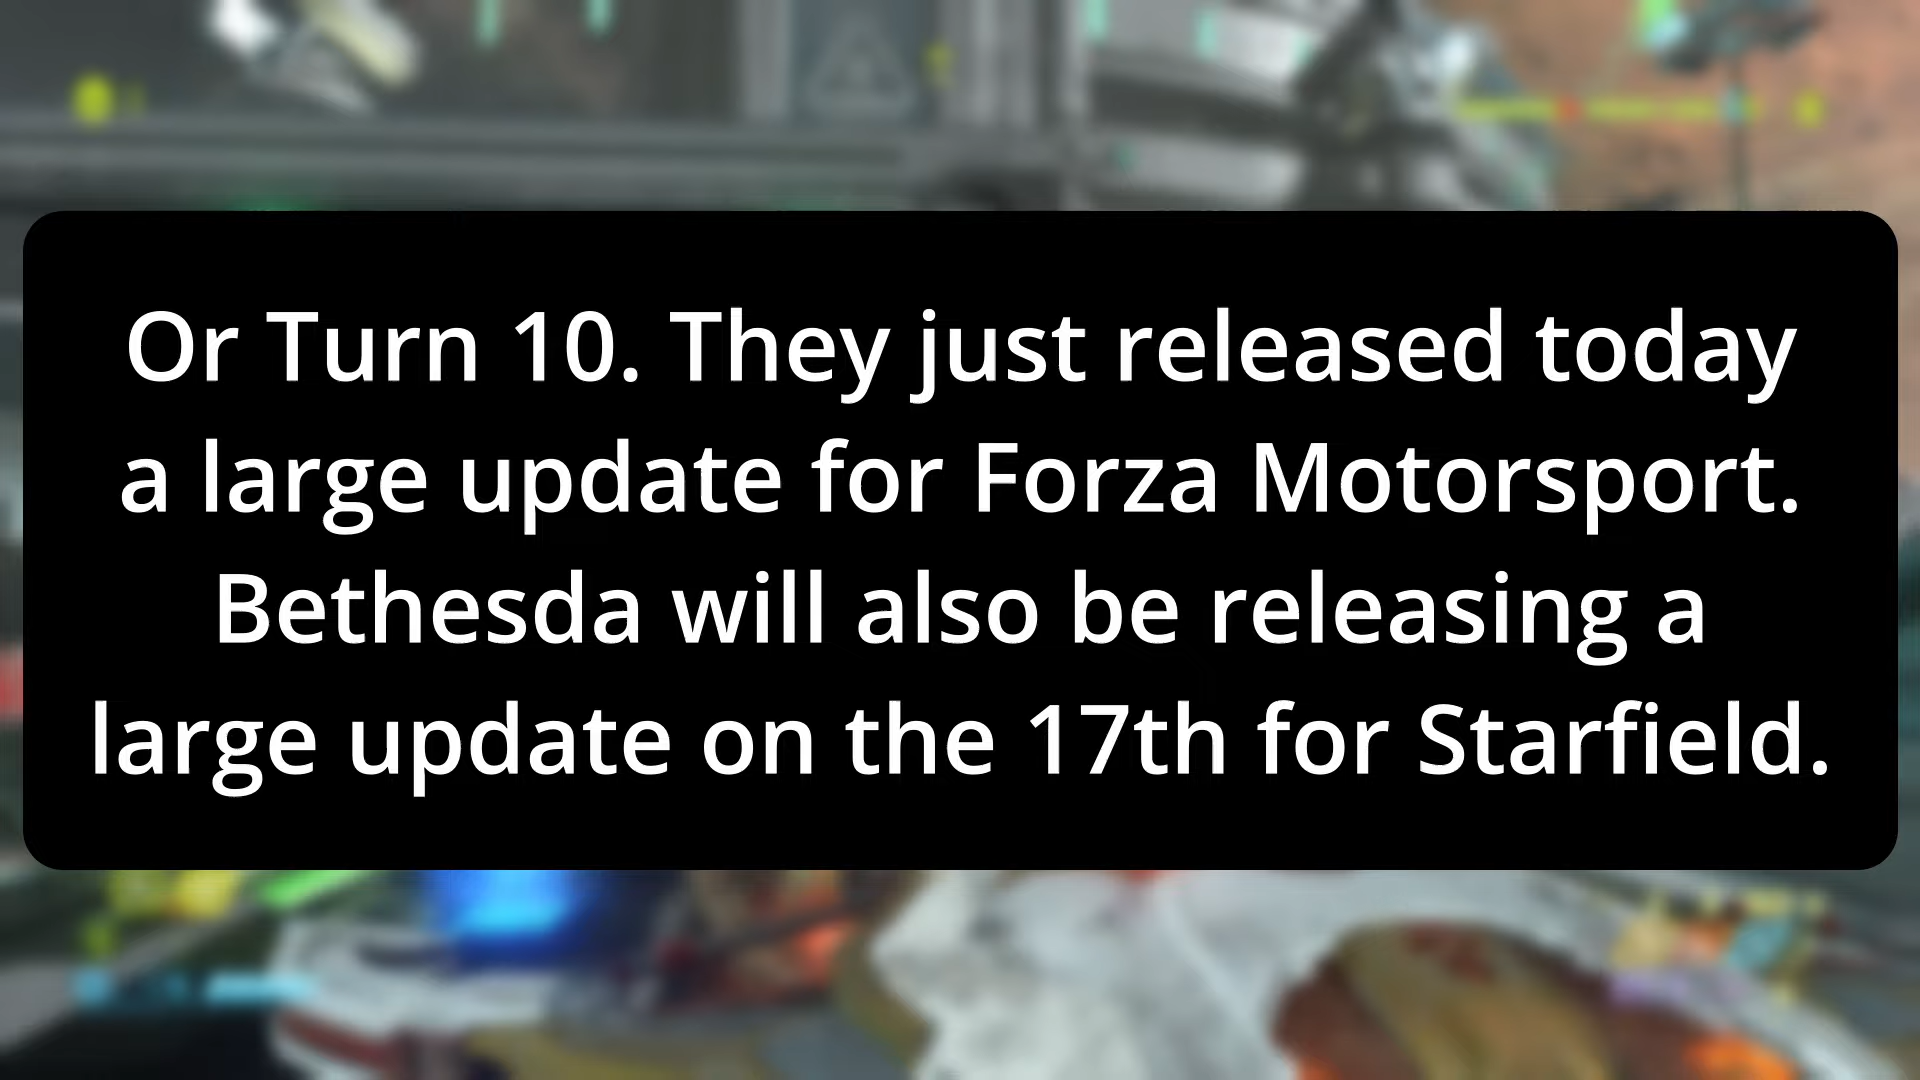 Or Turn 10. They just released today
a large update for Forza Motorsport.
Bethesda will also be releasing a
large update on the 17th for Starfield.